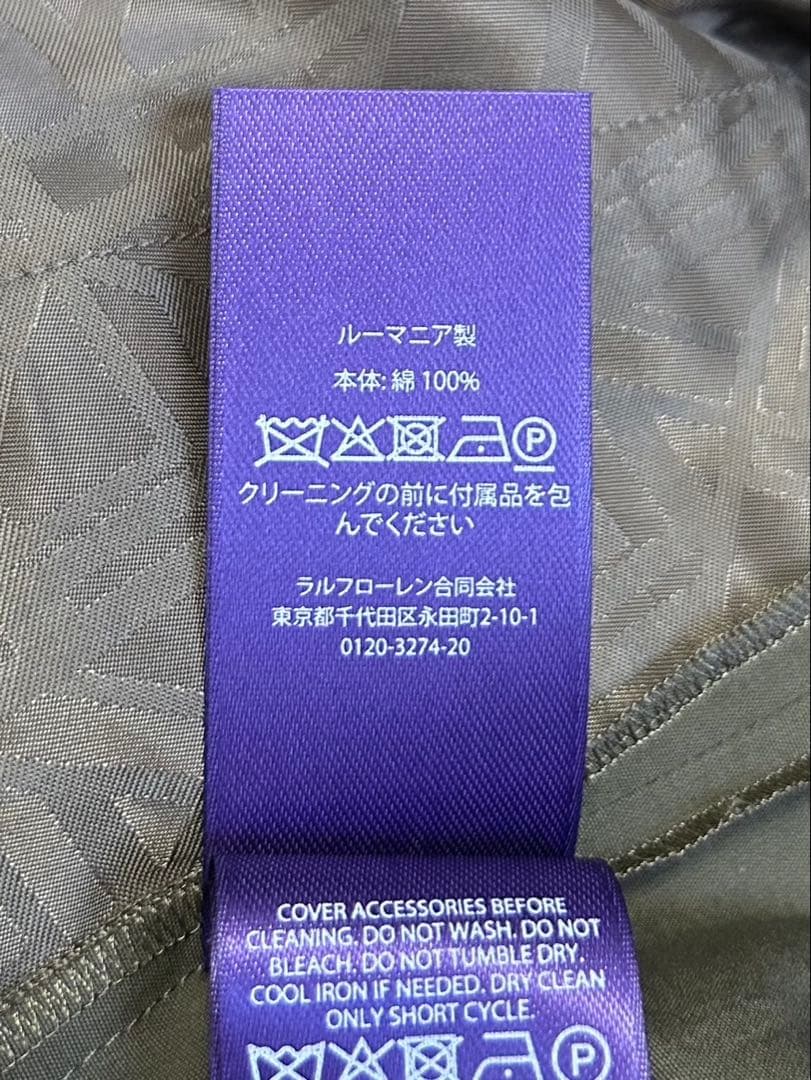 ルーマニア製
本体: 綿 100%
P
クリーニングの前に付属品を包
んでください
ラルフローレン合同会社
東京都千代田区永田町2-10-1
0120-3274-20
COVER ACCESSORIES BEFORE
CLEANING. DO NOT WASH. DO NOT
BLEACH. DO NOT TUMBLE DRY.
COOL IRON IF NEEDED. DRY CLEAN
ONLY SHORT CYCLE.
P